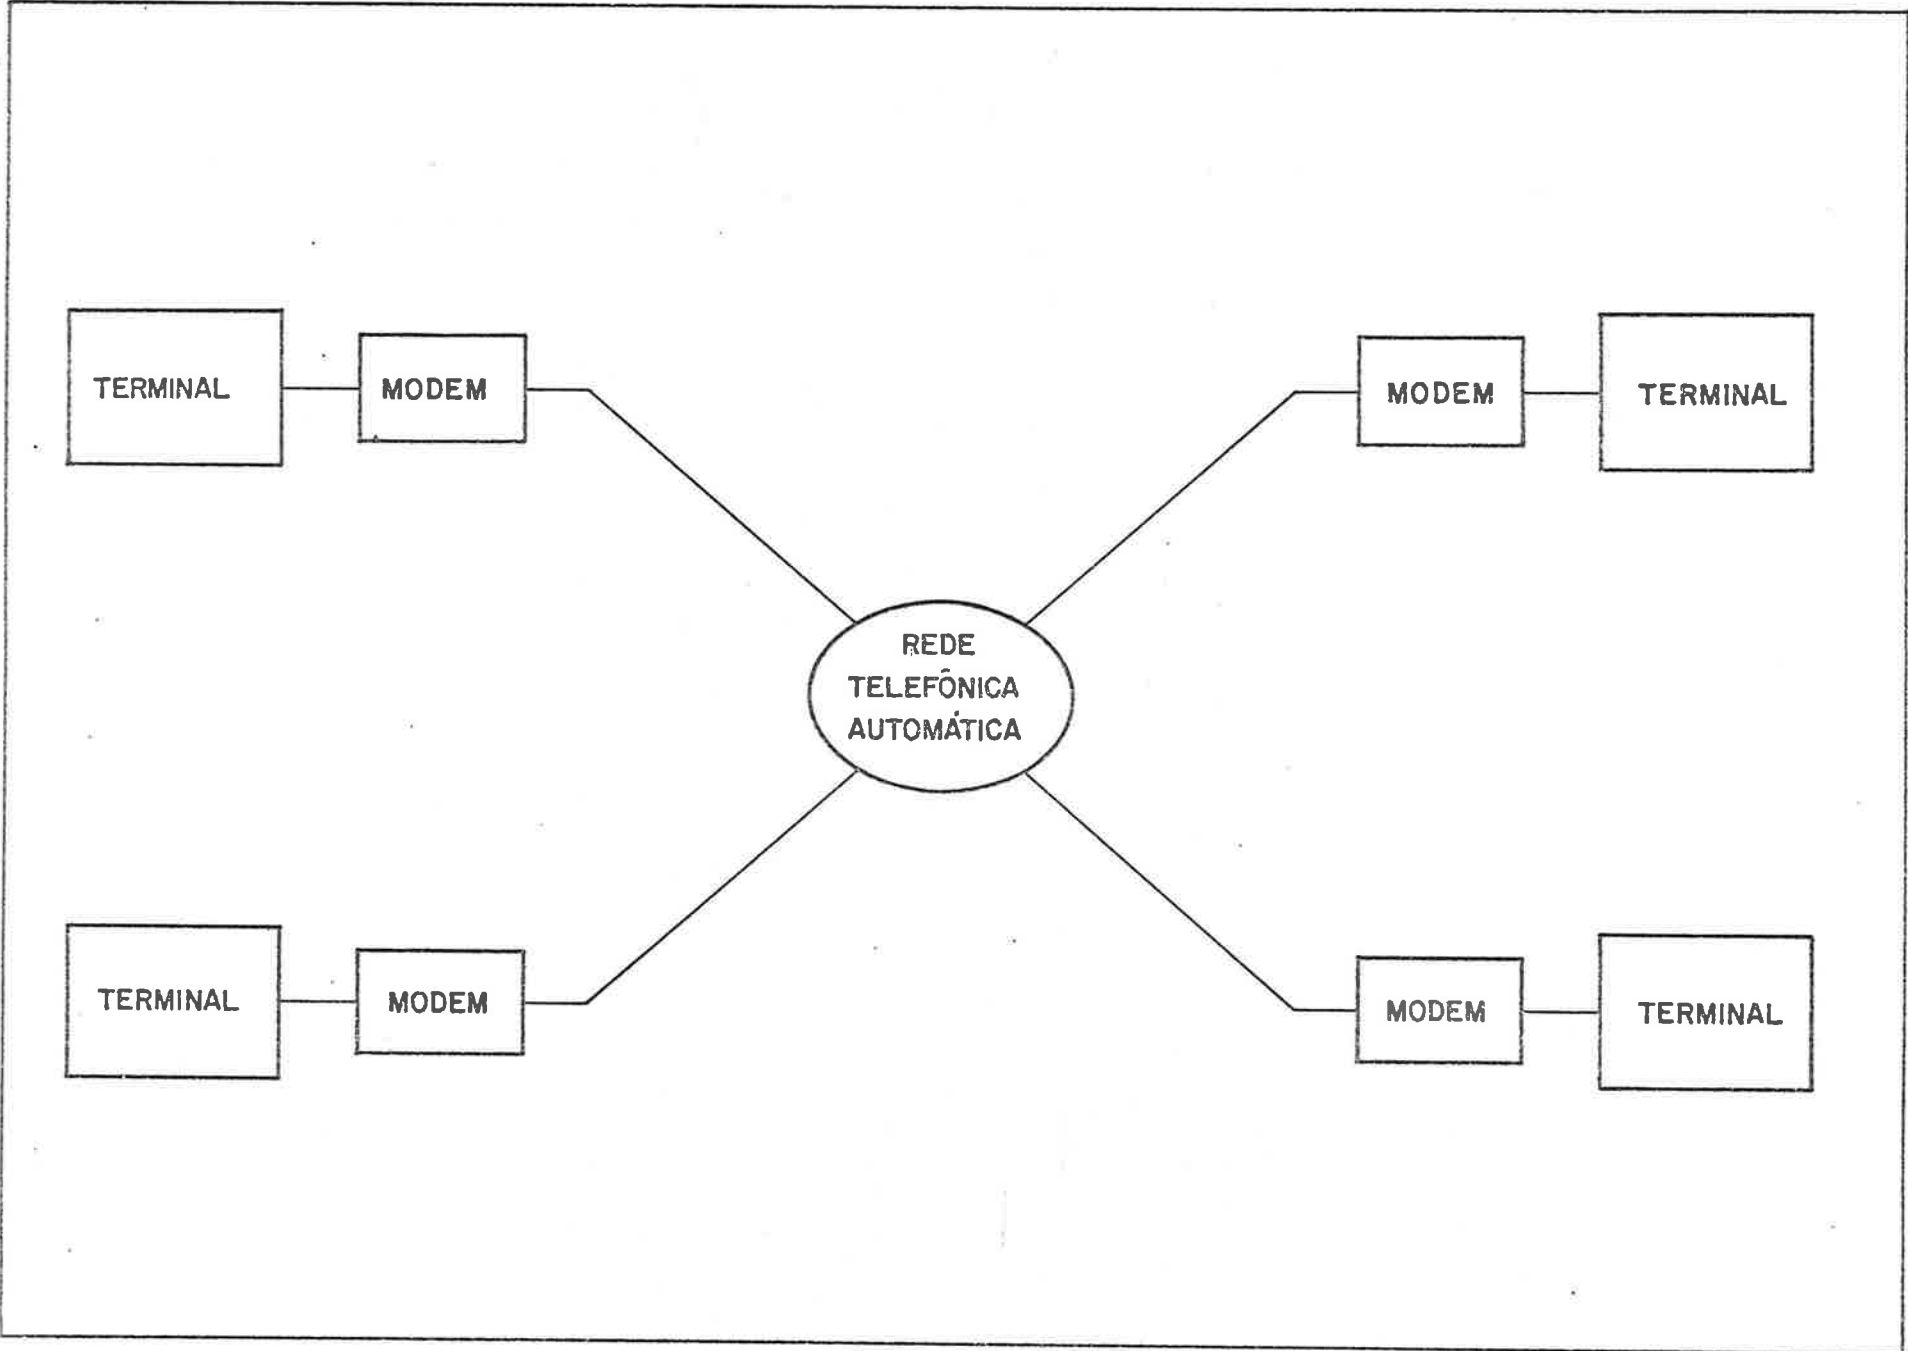 TERMINAL
MODEM
MODEM
TERMINAL
REDE
TELEFÔNICA
AUTOMÁTICA
TERMINAL
MODEM
MODEM
TERMINAL